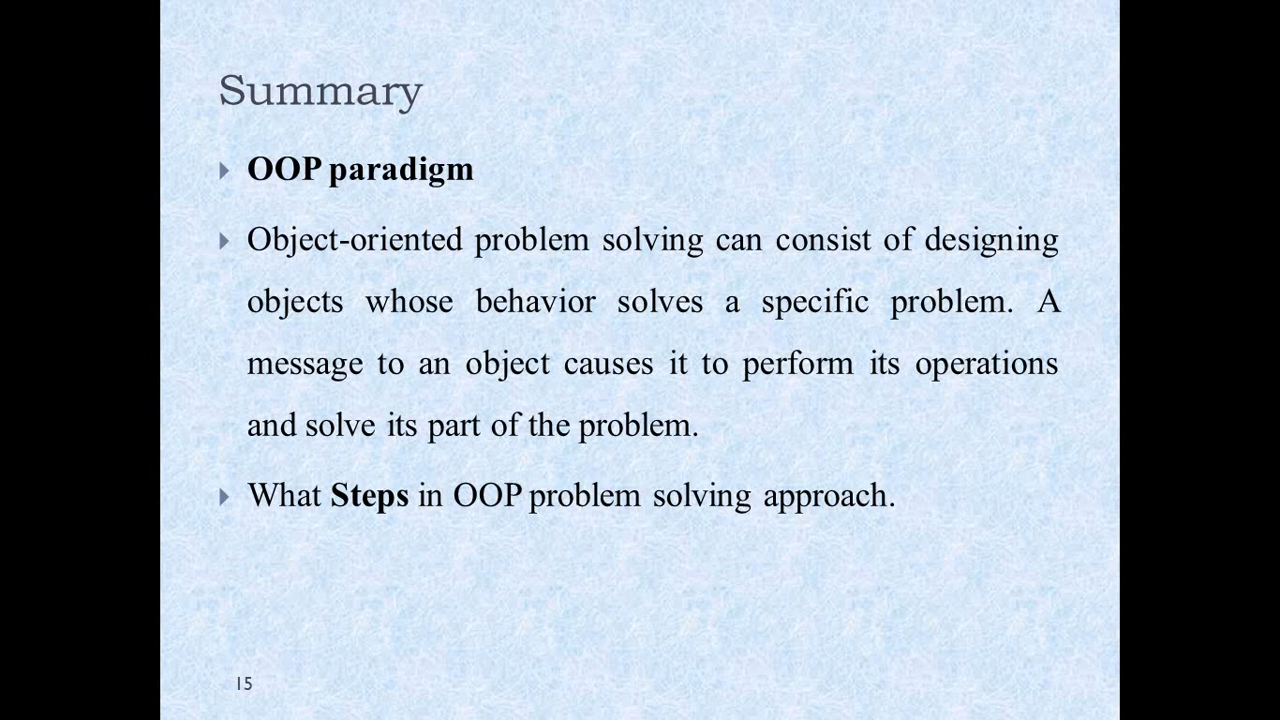 Summary
OOP paradigm
Object-oriented problem solving can consist of designing
objects whose behavior solves a specific problem. A
message to an object causes it to perform its operations
and solve its part of the problem.
What Steps in OOP problem solving approach.
15